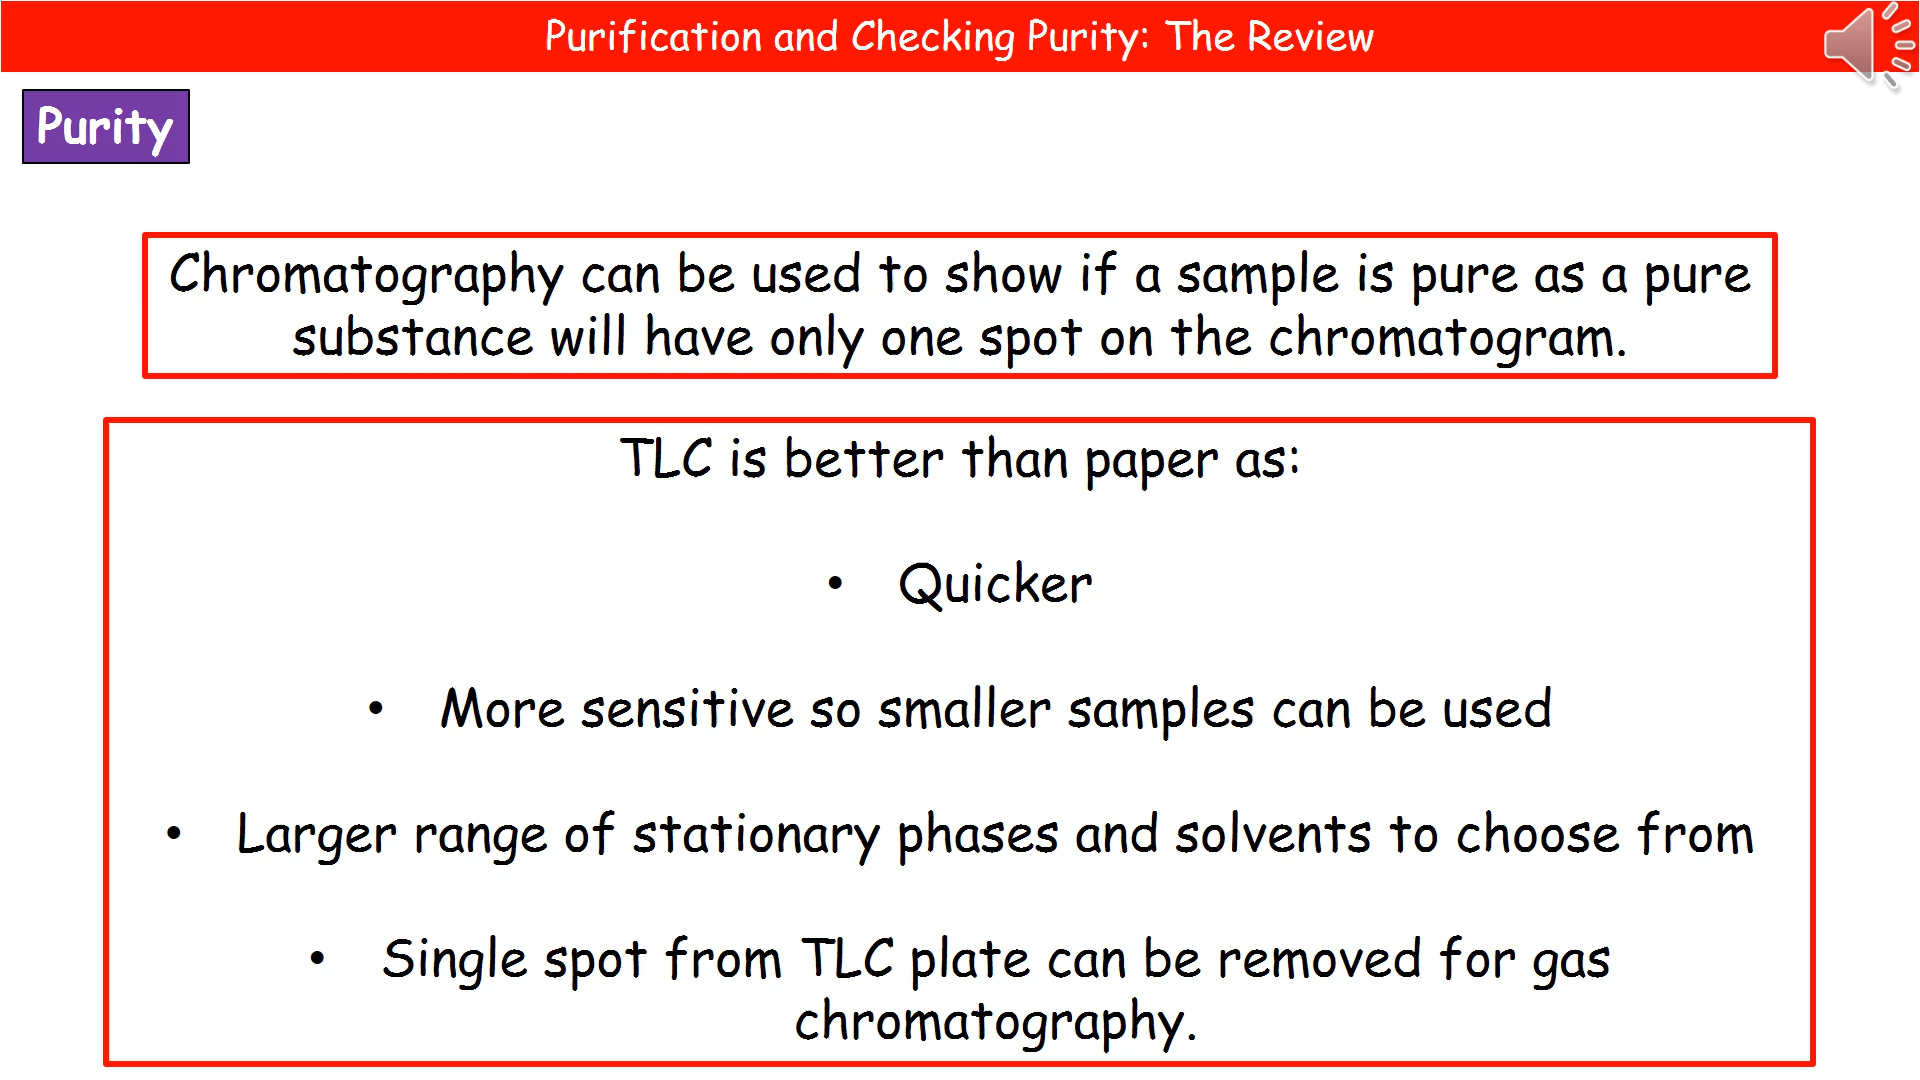 Purification and Checking Purity: The Review
Purity
Chromatography can be used to show if a sample is pure as a pure
substance will have only one spot on the chromatogram.
TLC is better than paper as:
• Quicker
• More sensitive so smaller samples can be used
• Larger range of stationary phases and solvents to choose from
• Single spot from TLC plate can be removed for gas
chromatography.